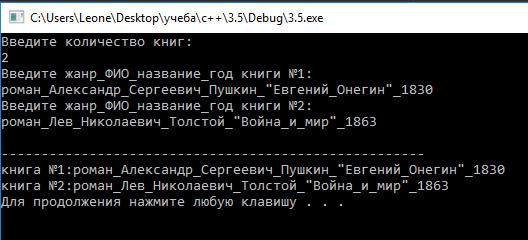 C:\Users\Leone\Desktop\учеба\с++\3.5\Debug\3.5.exe
Введите количество книг:
2
Введите жанр_ФИО_название_год книги №1:
роман_Александр_Сергеевич_Пушкин_"Евгений_Онегин"_1830
Введите жанр_ФИО_название_год книги №2:
роман_Лев_Николаевич_Толстой_"Война_и_мир"_1863
-----------------------------------------------------
книга №1:роман_Александр_Сергеевич_Пушкин_"Евгений_Онегин"_1830
книга №2:роман_Лев_Николаевич_Толстой_"Война_и_мир"_1863
Для продолжения нажмите любую клавишу . . .